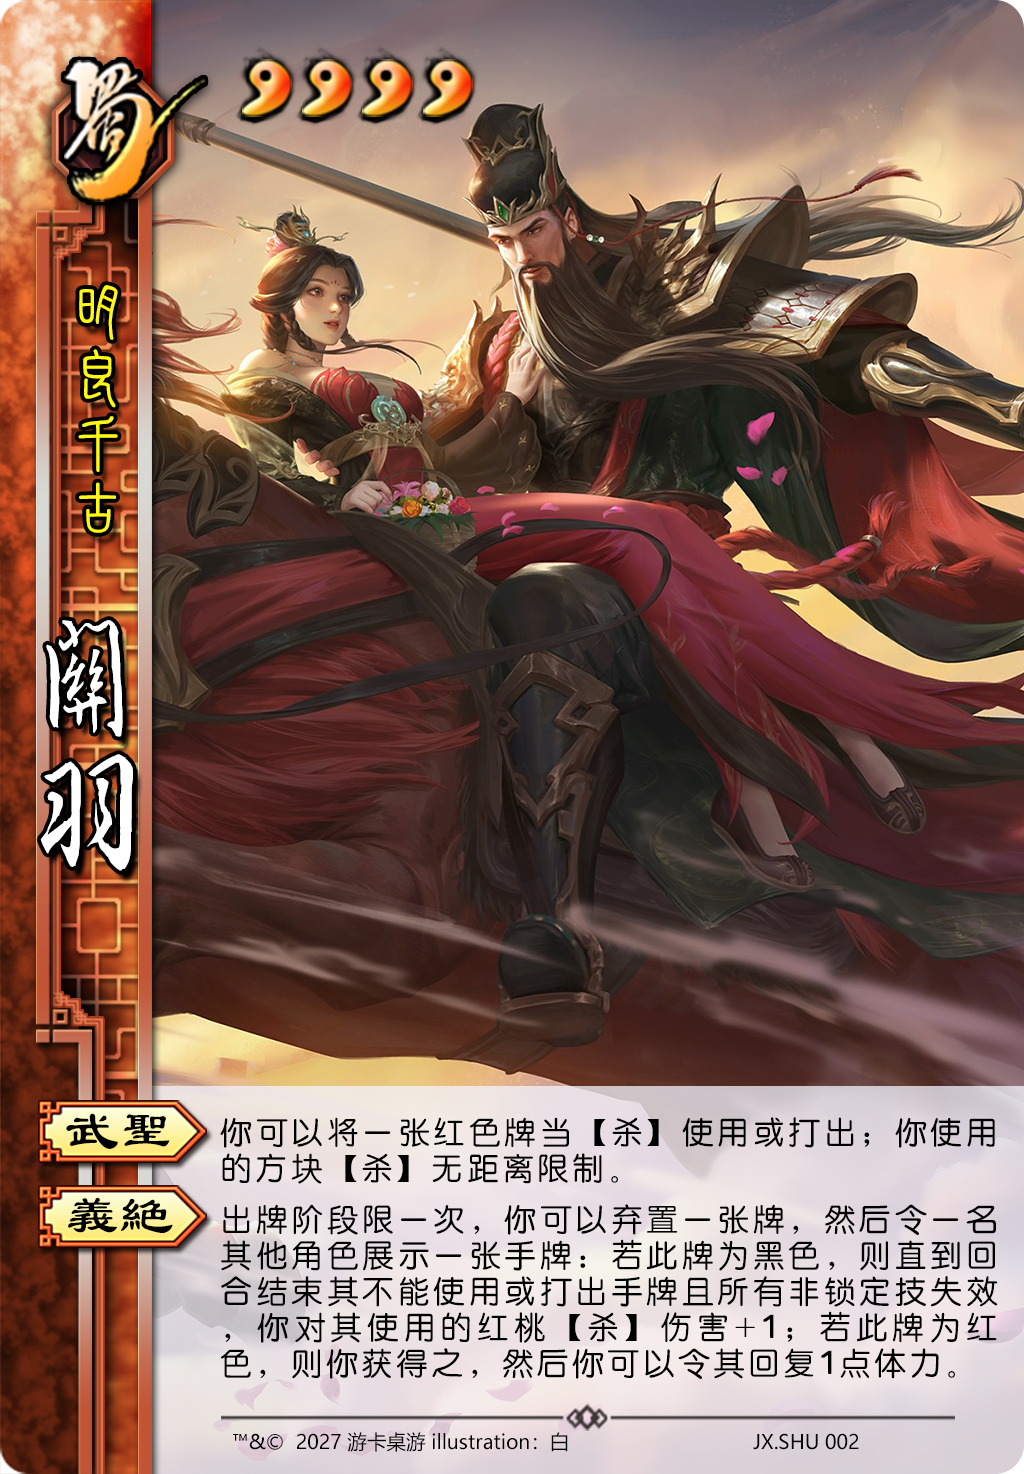 蜀
明良千古
關羽
武聖
你可以将一张红色牌当【杀】使用或打出；你使用
的方块【杀】无距离限制。
義絕
出牌阶段限一次，你可以弃置一张牌，然后令一名
其他角色展示一张手牌：若此牌为黑色，则直到回
合结束其不能使用或打出手牌且所有非锁定技失效
，你对其使用的红桃【杀】伤害+1；若此牌为红
色，则你获得之，然后你可以令其回复1点体力。
™&© 2027 游卡桌游 illustration：白
JX.SHU 002